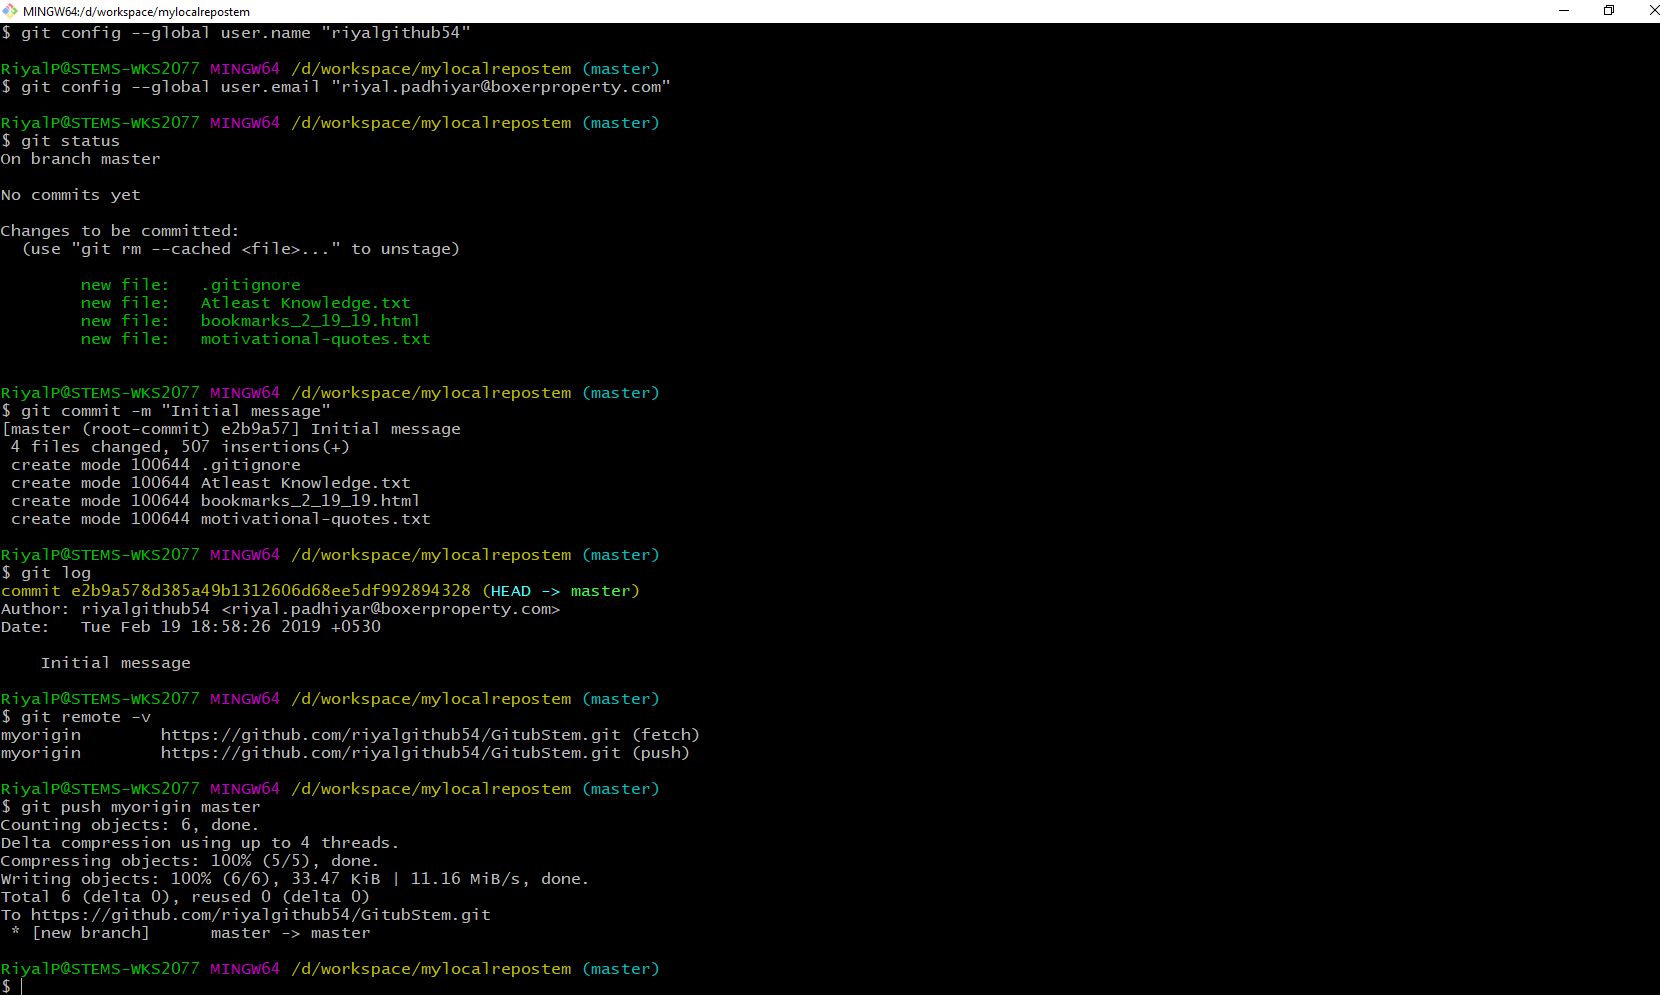 MINGW64:/d/workspace/mylocalrepostem
$ git config --global user.name "riyalgithub54"
RiyalP@STEMS-WKS2077 MINGW64 /d/workspace/mylocalrepostem (master)
$ git config --global user.email "riyal.padhiyar@boxerproperty.com"
RiyalP@STEMS-WKS2077 MINGW64 /d/workspace/mylocalrepostem (master)
$ git status
On branch master
No commits yet
Changes to be committed:
  (use "git rm --cached <file>..." to unstage)
        new file:   .gitignore
        new file:   Atleast Knowledge.txt
        new file:   bookmarks_2_19_19.html
        new file:   motivational-quotes.txt
RiyalP@STEMS-WKS2077 MINGW64 /d/workspace/mylocalrepostem (master)
$ git commit -m "Initial message"
[master (root-commit) e2b9a57] Initial message
 4 files changed, 507 insertions(+)
 create mode 100644 .gitignore
 create mode 100644 Atleast Knowledge.txt
 create mode 100644 bookmarks_2_19_19.html
 create mode 100644 motivational-quotes.txt
RiyalP@STEMS-WKS2077 MINGW64 /d/workspace/mylocalrepostem (master)
$ git log
commit e2b9a578d385a49b1312606d68ee5df992894328 (HEAD -> master)
Author: riyalgithub54 <riyal.padhiyar@boxerproperty.com>
Date:   Tue Feb 19 18:58:26 2019 +0530
    Initial message
RiyalP@STEMS-WKS2077 MINGW64 /d/workspace/mylocalrepostem (master)
$ git remote -v
myorigin        https://github.com/riyalgithub54/GitubStem.git (fetch)
myorigin        https://github.com/riyalgithub54/GitubStem.git (push)
RiyalP@STEMS-WKS2077 MINGW64 /d/workspace/mylocalrepostem (master)
$ git push myorigin master
Counting objects: 6, done.
Delta compression using up to 4 threads.
Compressing objects: 100% (5/5), done.
Writing objects: 100% (6/6), 33.47 KiB | 11.16 MiB/s, done.
Total 6 (delta 0), reused 0 (delta 0)
To https://github.com/riyalgithub54/GitubStem.git
 * [new branch]      master -> master
RiyalP@STEMS-WKS2077 MINGW64 /d/workspace/mylocalrepostem (master)
$